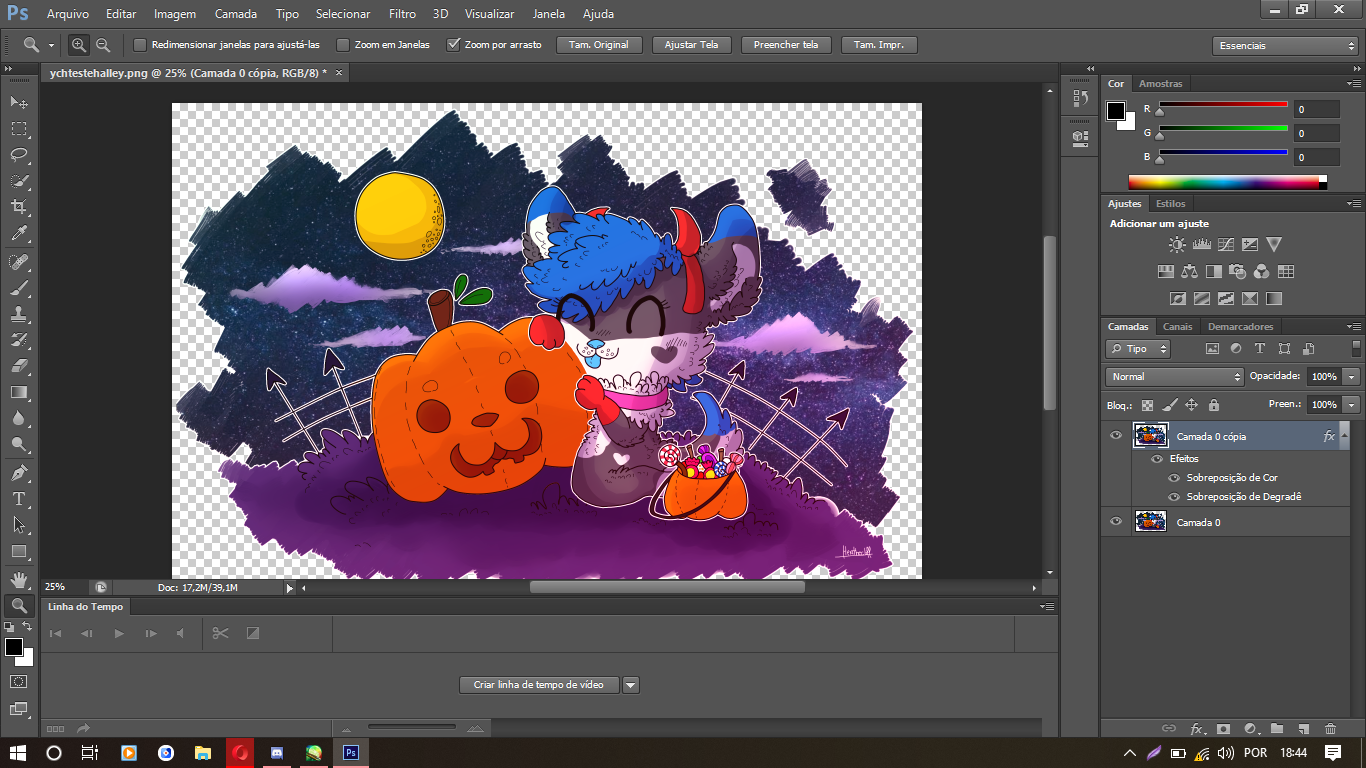 Ps Arquivo Editar Imagem Camada Tipo Selecionar Filtro 3D Visualizar Janela Ajuda
Redimensionar janelas para ajustá-las Zoom em Janelas Zoom por arrasto Tam. Original Ajustar Tela Preencher tela Tam. Impr. Essenciais
ychtestehalley.png @ 25% (Camada 0 cópia, RGB/8) *
Cor Amostras
R 0
G 0
B 0
Ajustes Estilos
Adicionar um ajuste
Camadas Canais Demarcadores
Tipo
Normal Opacidade: 100%
Bloq.: Preen.: 100%
Camada 0 cópia fx
Efeitos
Sobreposição de Cor
Sobreposição de Degradê
Camada 0
25% Doc: 17,2M/39,1M
Linha do Tempo
Criar linha de tempo de vídeo
fx
Ps POR 18:44